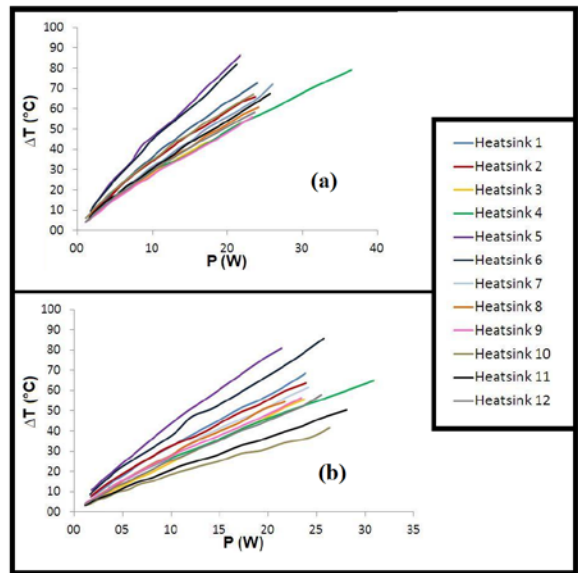 100
90
80
70
60
50
40
30
20
10
00
ΔT (°C)
(a)
00 10 20 30 40
P (W)
100
90
80
70
60
50
40
30
20
10
00
ΔT (°C)
(b)
00 05 10 15 20 25 30 35
P (W)
Heatsink 1
Heatsink 2
Heatsink 3
Heatsink 4
Heatsink 5
Heatsink 6
Heatsink 7
Heatsink 8
Heatsink 9
Heatsink 10
Heatsink 11
Heatsink 12